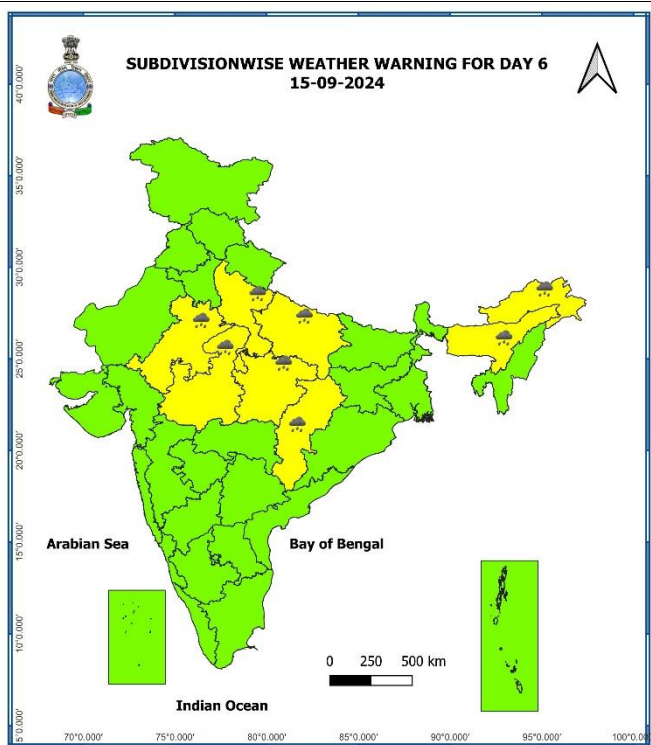 SUBDIVISIONWISE WEATHER WARNING FOR DAY 6
15-09-2024
40°0.000'
35°0.000'
30°0.000'
25°0.000'
20°0.000'
15°0.000'
10°0.000'
5°0.000'
Arabian Sea
Bay of Bengal
0 250 500 km
Indian Ocean
70°0.000' 75°0.000' 80°0.000' 85°0.000' 90°0.000' 95°0.000' 100°0.000'